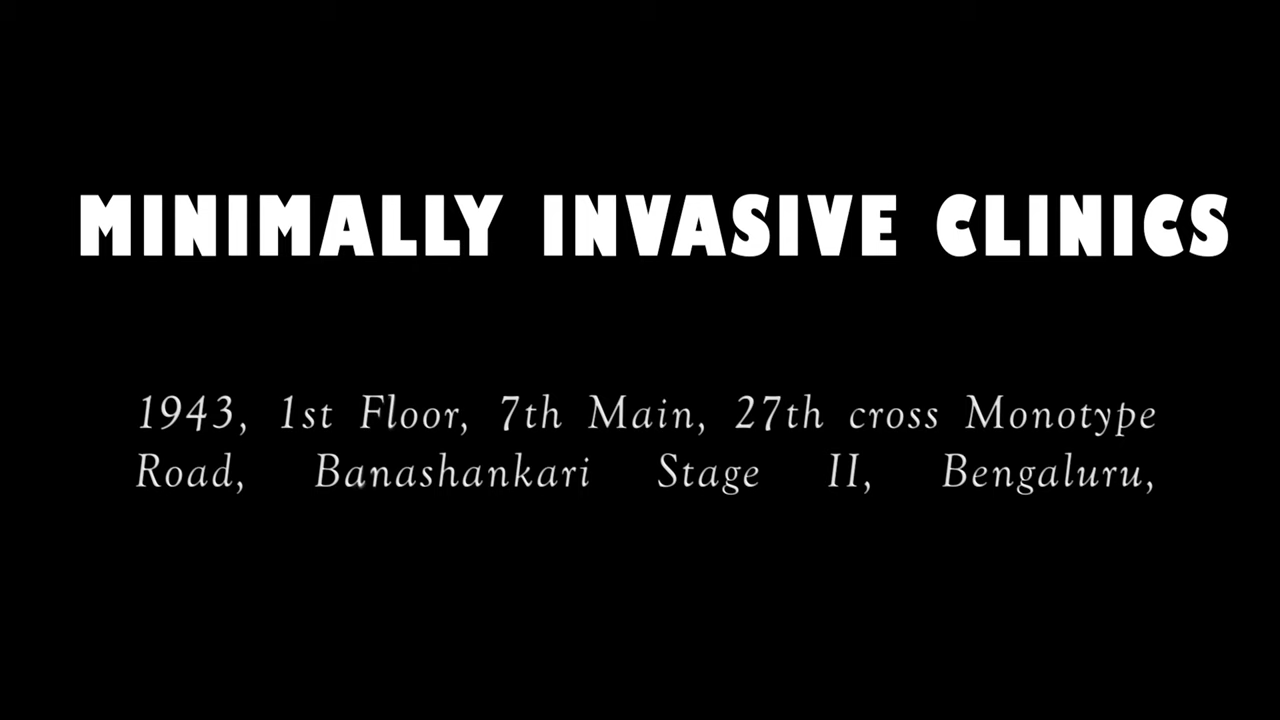 MINIMALLY INVASIVE CLINICS
1943, 1st Floor, 7th Main, 27th cross Monotype
Road, Banashankari Stage II, Bengaluru,